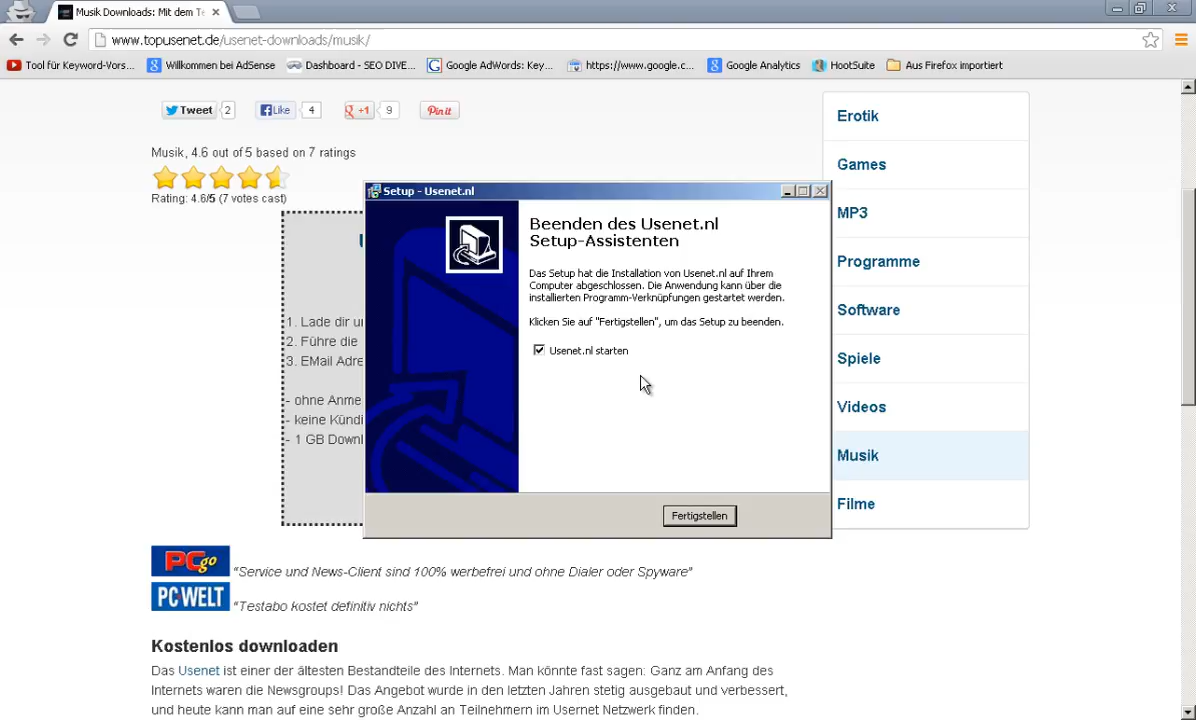 Musik Downloads: Mit dem Te
www.topusenet.de/usenet-downloads/musik/
Tool für Keyword-Vors...
Willkommen bei AdSense
Dashboard - SEO DIVE...
Google AdWords: Key...
https://www.google.c...
Google Analytics
HootSuite
Aus Firefox importiert
Tweet 2
Like 4
+1 9
Pin it
Musik, 4.6 out of 5 based on 7 ratings
Rating: 4.6/5 (7 votes cast)
1. Lade dir u
2. Führe die
3. EMail Adre
- ohne Anme
- keine Kündi
- 1 GB Downl
Setup - Usenet.nl
Beenden des Usenet.nl
Setup-Assistenten
Das Setup hat die Installation von Usenet.nl auf Ihrem
Computer abgeschlossen. Die Anwendung kann über die
installierten Programm-Verknüpfungen gestartet werden.
Klicken Sie auf "Fertigstellen", um das Setup zu beenden.
Usenet.nl starten
Fertigstellen
Erotik
Games
MP3
Programme
Software
Spiele
Videos
Musik
Filme
PCgo "Service und News-Client sind 100% werbefrei und ohne Dialer oder Spyware"
PC WELT "Testabo kostet definitiv nichts"
Kostenlos downloaden
Das Usenet ist einer der ältesten Bestandteile des Internets. Man könnte fast sagen: Ganz am Anfang des
Internets waren die Newsgroups! Das Angebot wurde in den letzten Jahren stetig ausgebaut und verbessert,
und heute kann man auf eine sehr große Anzahl an Teilnehmern im Usernet Netzwerk finden.